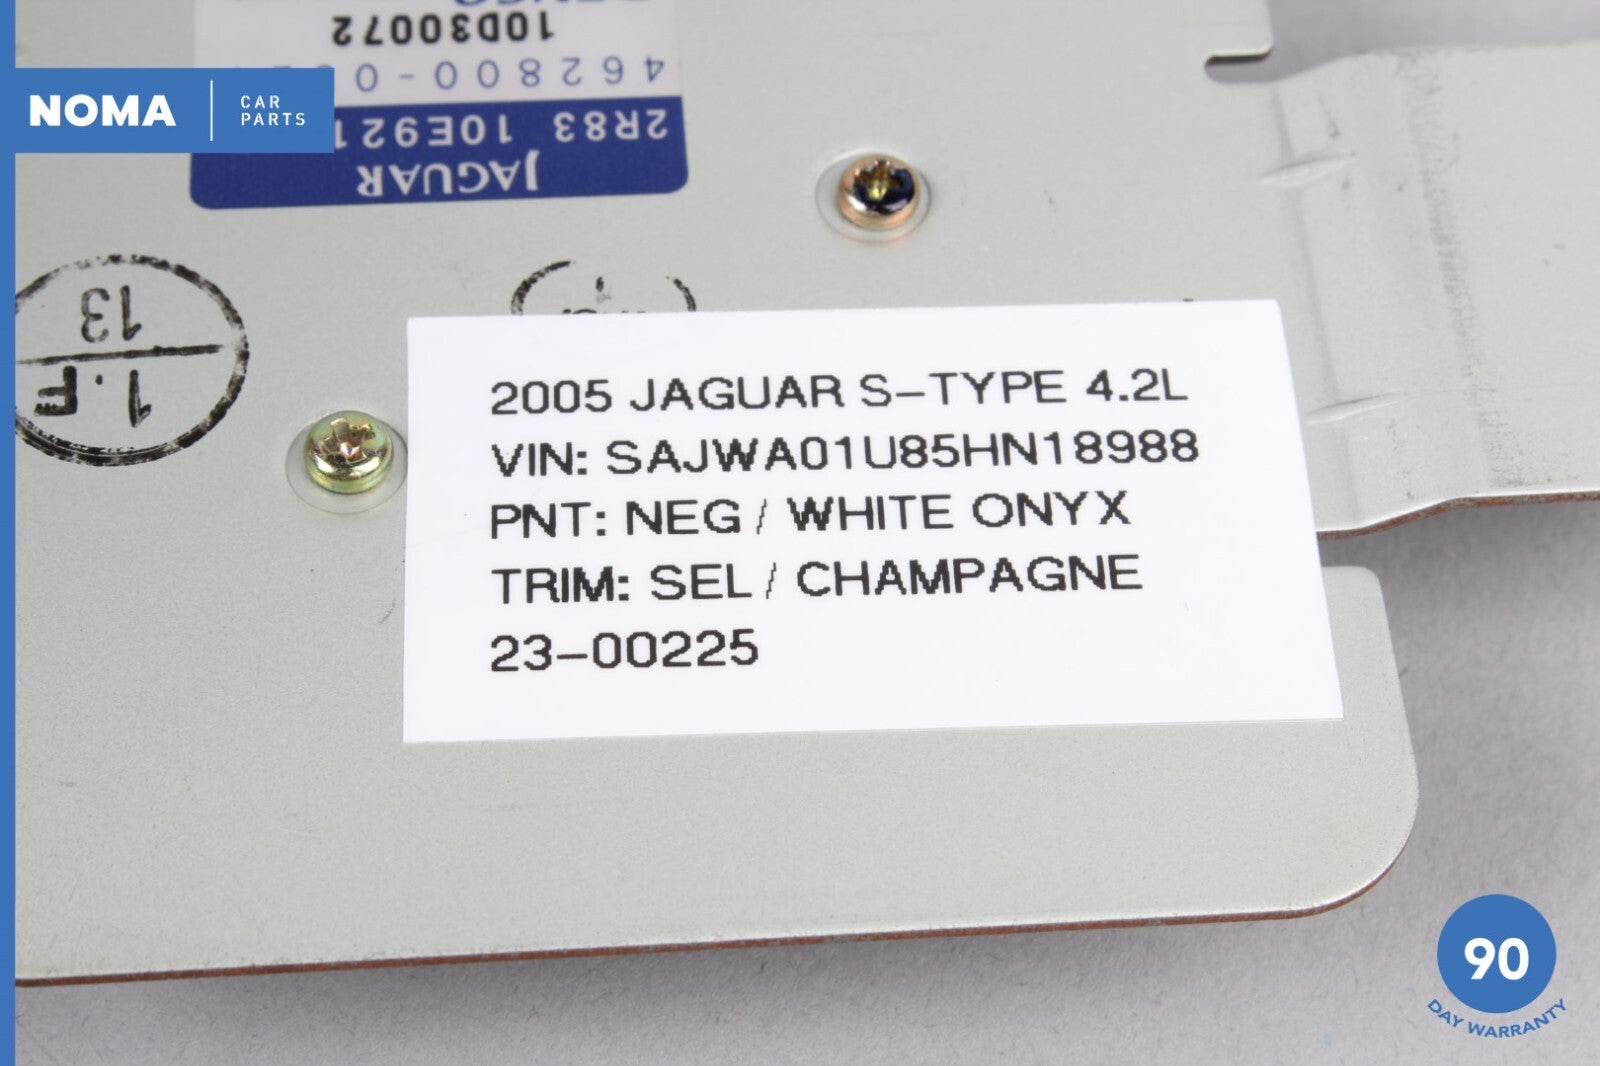 NOMA
CAR
PARTS
JAGUAR
2R83 10E921
462800-0
10D30072
1.F
13
2005 JAGUAR S-TYPE 4.2L
VIN: SAJWA01U85HN18988
PNT: NEG / WHITE ONYX
TRIM: SEL / CHAMPAGNE
23-00225
90
DAY WARRANTY